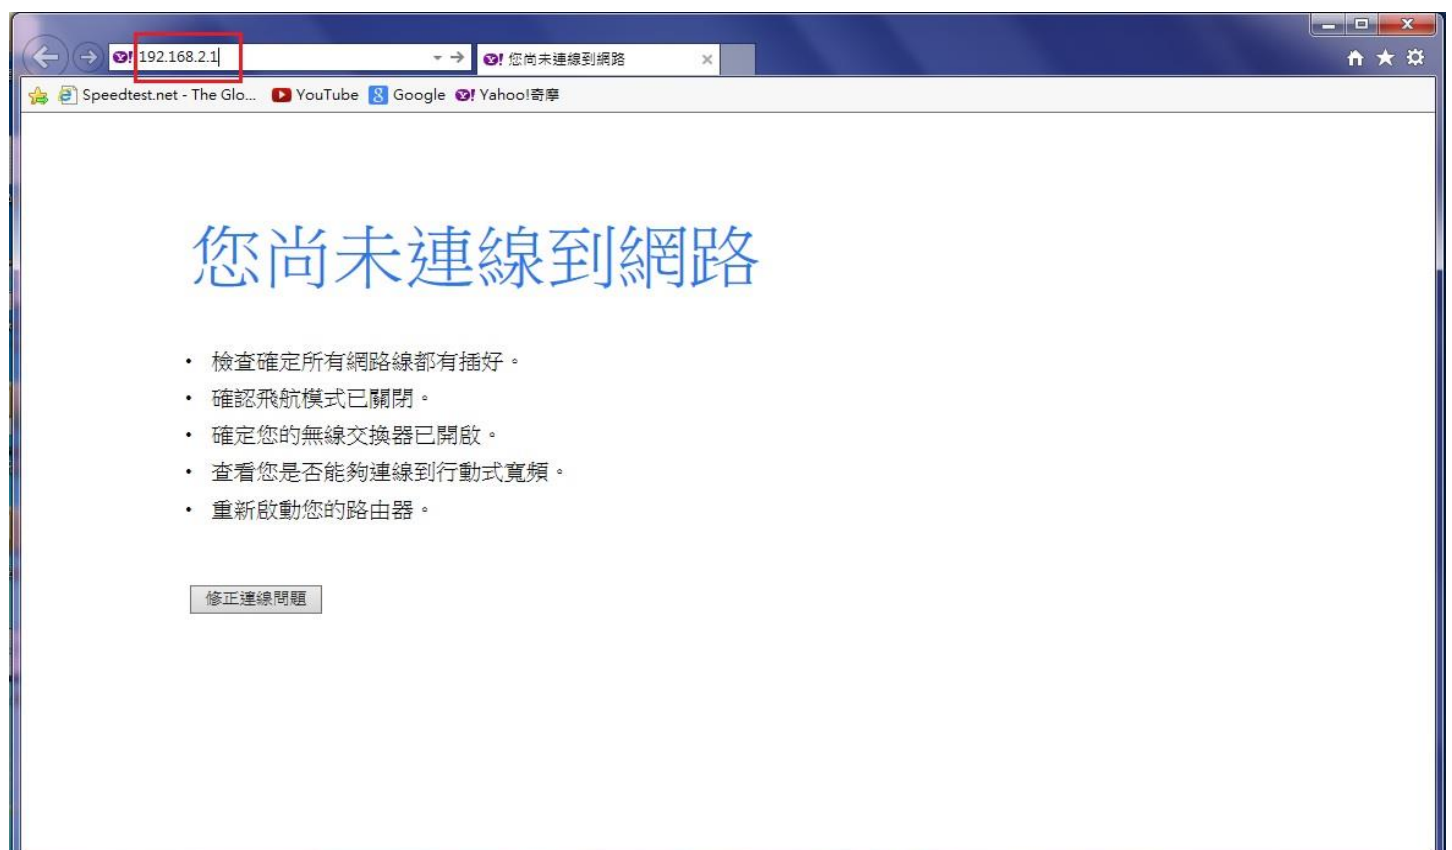 192.168.2.1
您尚未連線到網路
Speedtest.net - The Glo... YouTube Google Yahoo!奇摩
您尚未連線到網路
• 檢查確定所有網路線都有插好。
• 確認飛航模式已關閉。
• 確定您的無線交換器已開啟。
• 查看您是否能夠連線到行動式寬頻。
• 重新啟動您的路由器。
修正連線問題